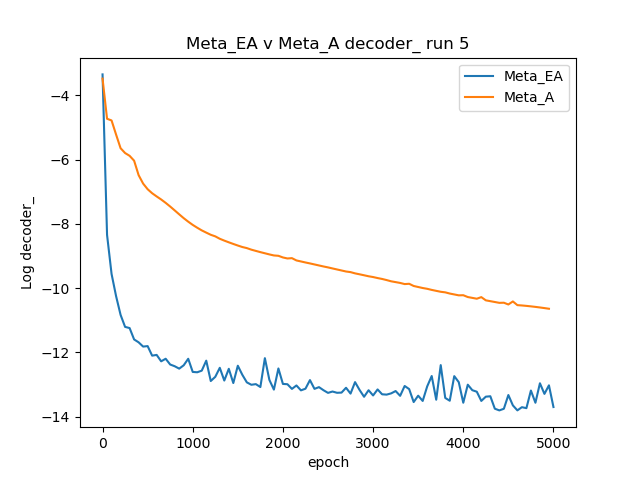 Meta_EA v Meta_A decoder_ run 5
Meta_EA
Meta_A
Log decoder_
−4
−6
−8
−10
−12
−14
0
1000
2000
3000
4000
5000
epoch